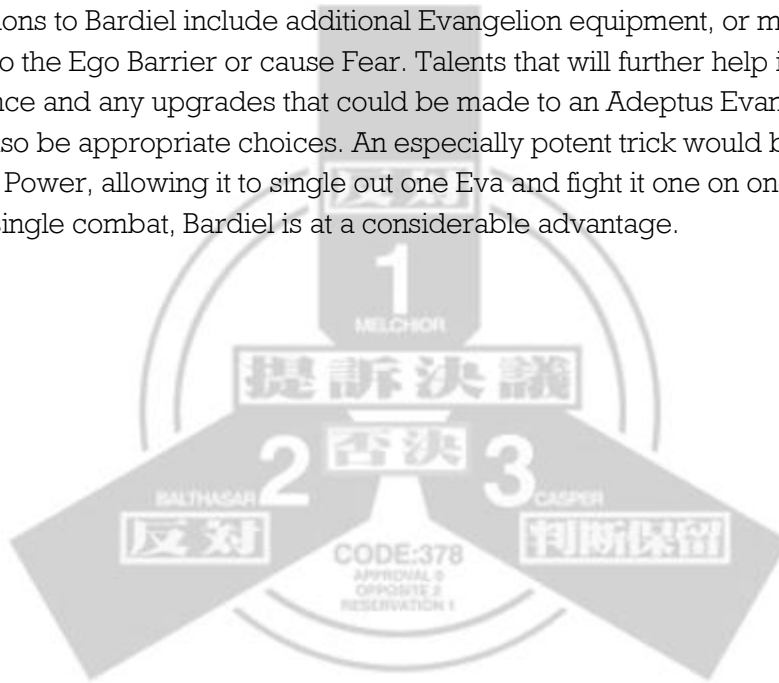 ons to Bardiel include additional Evangelion equipment, or m
o the Ego Barrier or cause Fear. Talents that will further help i
nce and any upgrades that could be made to an Adeptus Evan
so be appropriate choices. An especially potent trick would b
Power, allowing it to single out one Eva and fight it one on on
single combat, Bardiel is at a considerable advantage.
反対
1
MELCHIOR
提訴決議
否決
2
3
BALTHASAR
CASPER
反対
判断保留
CODE:378
APPROVAL 0
OPPOSITE 2
RESERVATION 1